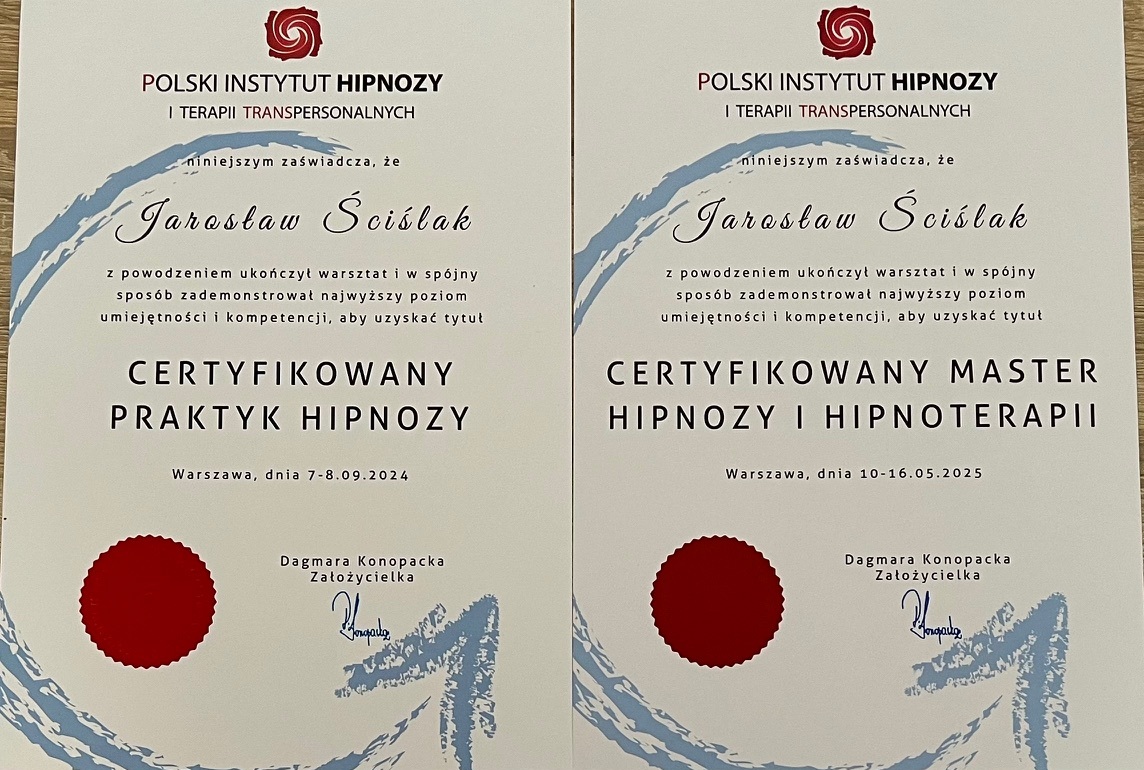 POLSKI INSTYTUT HIPNOZY
I TERAPII TRANSPERSONALNYCH
niniejszym zaświadcza, że
Jarosław Ściślak
z powodzeniem ukończył warsztat i w spójny
sposób zademonstrował najwyższy poziom
umiejętności i kompetencji, aby uzyskać tytuł
CERTYFIKOWANY
PRAKTYK HIPNOZY
Warszawa, dnia 7-8.09.2024
Dagmara Konopacka
Założycielka
POLSKI INSTYTUT HIPNOZY
I TERAPII TRANSPERSONALNYCH
niniejszym zaświadcza, że
Jarosław Ściślak
z powodzeniem ukończył warsztat i w spójny
sposób zademonstrował najwyższy poziom
umiejętności i kompetencji, aby uzyskać tytuł
CERTYFIKOWANY MASTER
HIPNOZY I HIPNOTERAPII
Warszawa, dnia 10-16.05.2025
Dagmara Konopacka
Założycielka